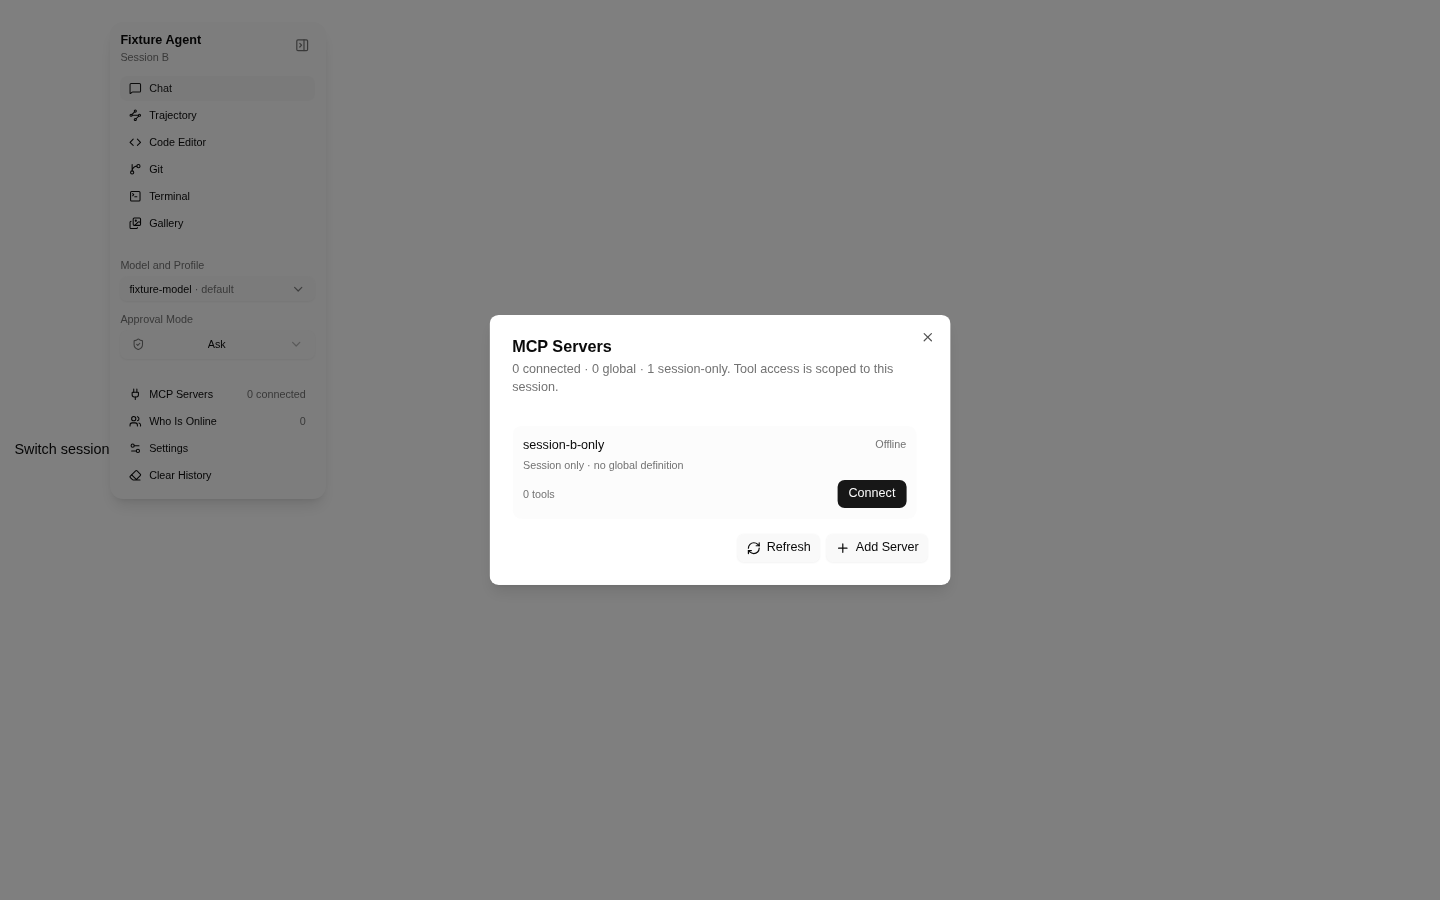 Fixture Agent
Session B
Chat
Trajectory
Code Editor
Git
Terminal
Gallery
Model and Profile
fixture-model · default
Approval Mode
Ask
MCP Servers 0 connected
Who Is Online 0
Switch session
Settings
Clear History
MCP Servers
0 connected · 0 global · 1 session-only. Tool access is scoped to this
session.
session-b-only Offline
Session only · no global definition
0 tools Connect
Refresh Add Server